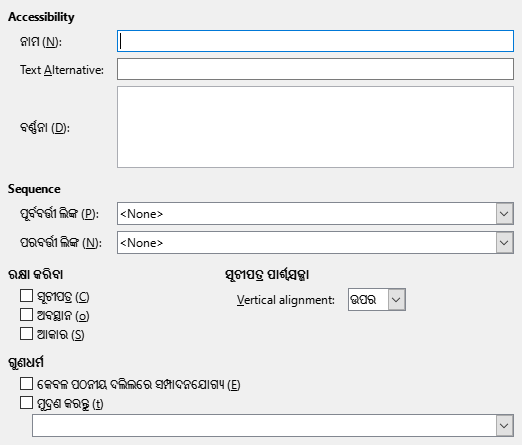 Accessibility
ନାମ (N):
Text Alternative:
ବର୍ଣ୍ଣନା (D):
Sequence
ପୂର୍ବବର୍ତ୍ତୀ ଲିଙ୍କ (P):
<None>
ପରବର୍ତ୍ତୀ ଲିଙ୍କ (N):
<None>
ରକ୍ଷା କରିବା
ସୂଚୀପତ୍ର (C)
ଅବସ୍ଥାନ (o)
ଆକାର (S)
ସୂଚୀପତ୍ର ପାର୍ଶ୍ୱସଜ୍ଜା
Vertical alignment:
ଉପର
ଗୁଣଧର୍ମ
କେବଳ ପଠନୀୟ ଦଲିଲରେ ସମ୍ପାଦନଯୋଗ୍ୟ (E)
ମୁଦ୍ରଣ କରନ୍ତୁ (t)